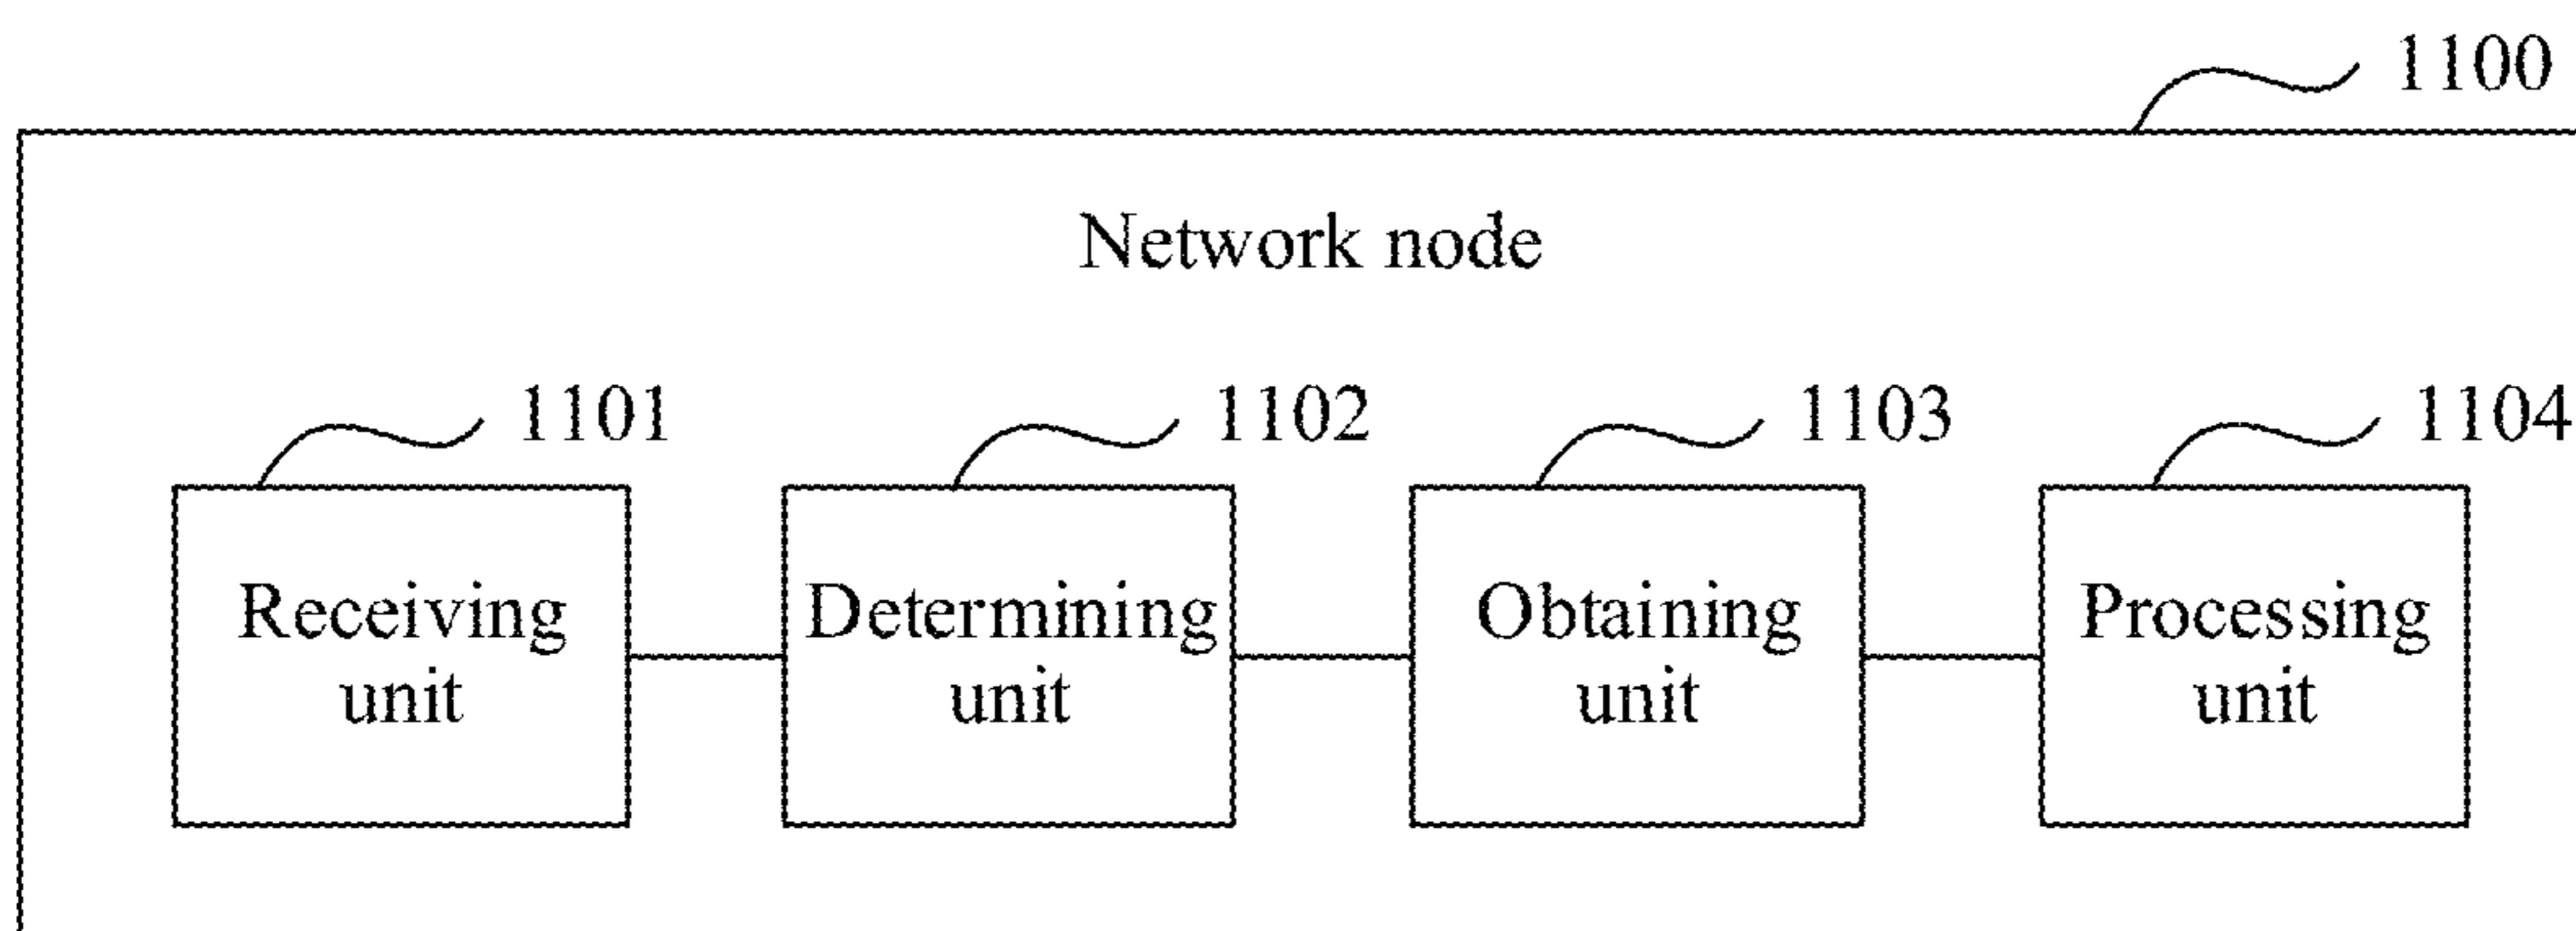 1100
Network node
1101
1102
1103
1104
Receiving
unit
Determining
unit
Obtaining
unit
Processing
unit